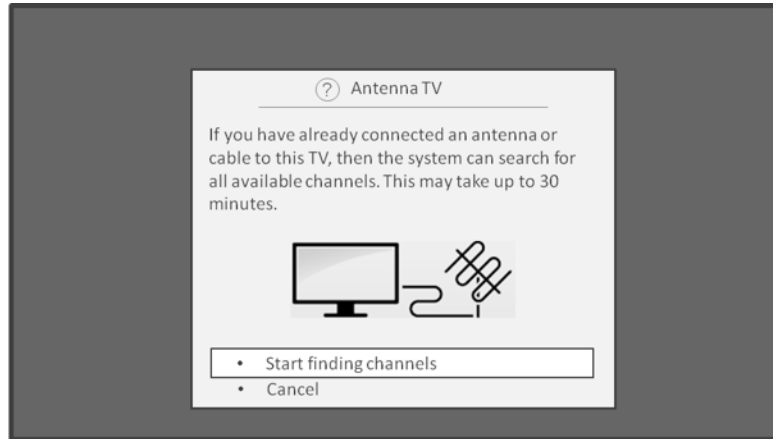 ? Antenna TV
If you have already connected an antenna or
cable to this TV, then the system can search for
all available channels. This may take up to 30
minutes.
• Start finding channels
• Cancel